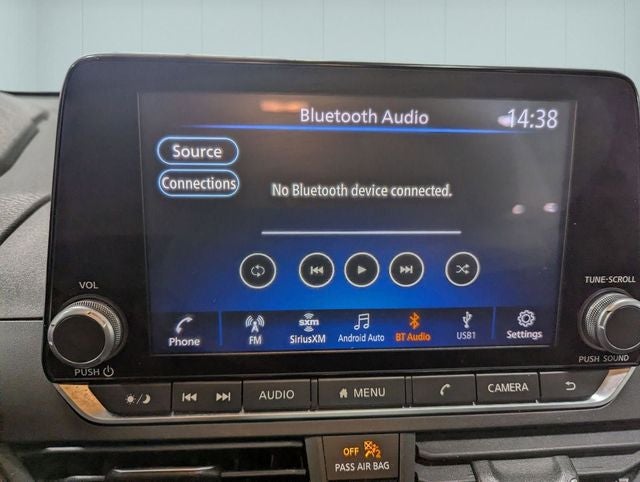 Bluetooth Audio 14:38
Source
Connections
No Bluetooth device connected.
VOL
TUNE•SCROLL
Phone FM SiriusXM Android Auto BT Audio USB1 Settings
sxm
PUSH
PUSH SOUND
AUDIO MENU CAMERA
OFF
PASS AIR BAG